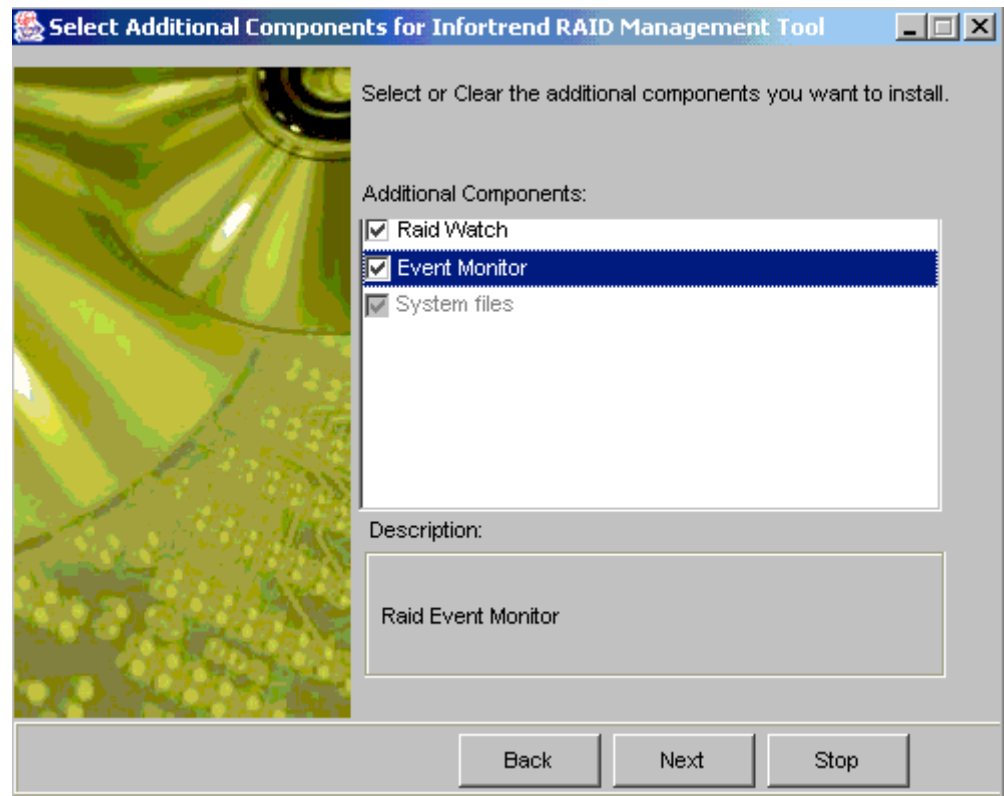 Select Additional Components for Infortrend RAID Management Tool
Select or Clear the additional components you want to install.
Additional Components:
Raid Watch
Event Monitor
System files
Description:
Raid Event Monitor
Back
Next
Stop